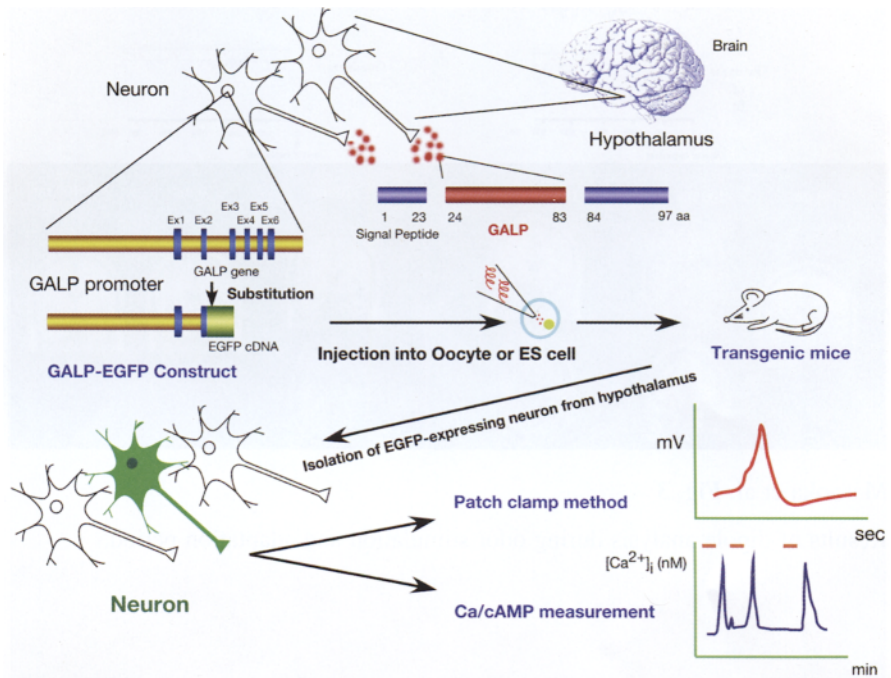 Brain
Neuron
Hypothalamus
1 23 24 83 84 97 aa
Signal Peptide
GALP
Ex3 Ex5
Ex1 Ex2 Ex4 Ex6
GALP gene
GALP promoter
Substitution
EGFP cDNA
GALP-EGFP Construct
Injection into Oocyte or ES cell
Transgenic mice
Isolation of EGFP-expressing neuron from hypothalamus
mV
Patch clamp method
sec
[Ca2+]i (nM)
Neuron
Ca/cAMP measurement
min